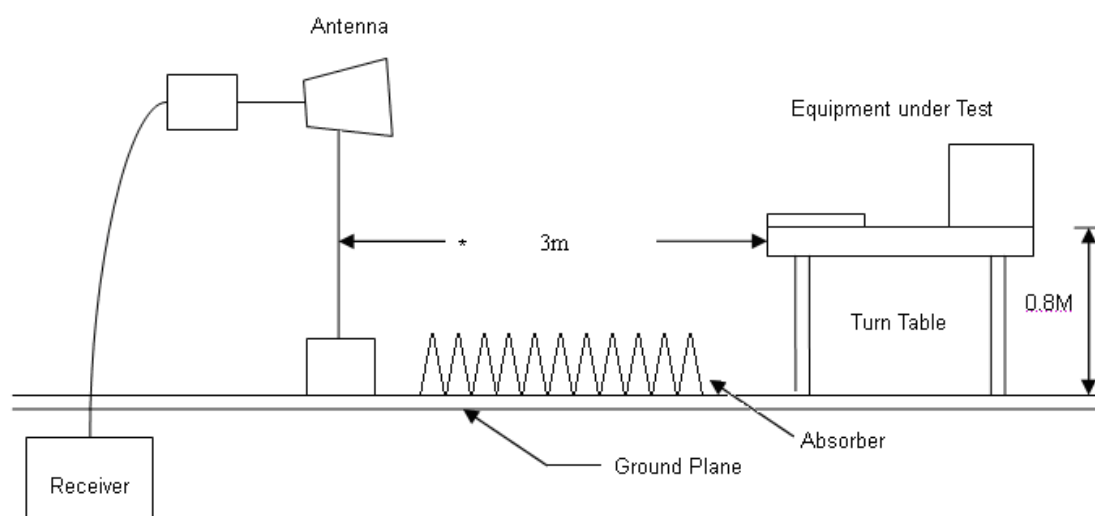 Antenna
Equipment under Test
* 3m
0.8M
Turn Table
Absorber
Ground Plane
Receiver